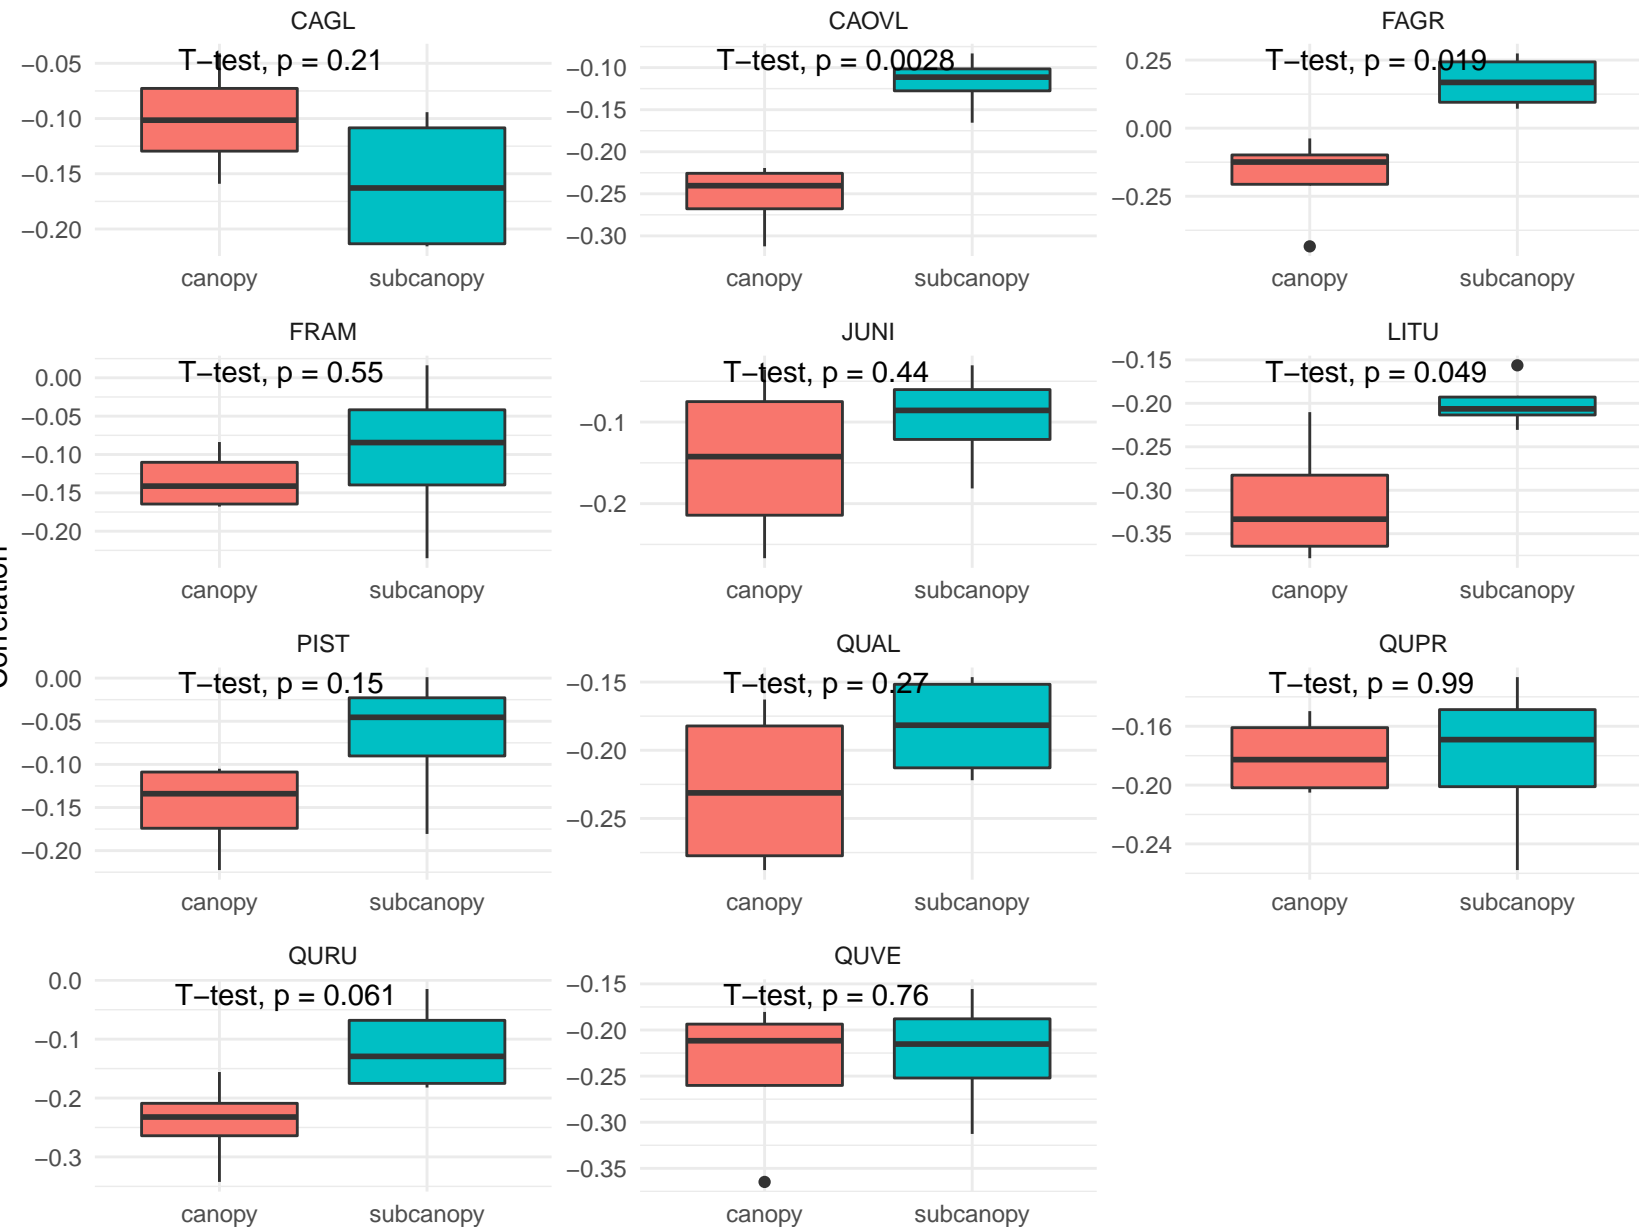 CAGL
CAOVL
FAGR
T−test, p = 0.21
T−test, p = 0.0028
T−test, p = 0.019
−0.05
−0.10
−0.15
−0.20
−0.10
−0.15
−0.20
−0.25
−0.30
0.25
0.00
−0.25
canopy
subcanopy
canopy
subcanopy
canopy
subcanopy
FRAM
JUNI
LITU
T−test, p = 0.55
T−test, p = 0.44
T−test, p = 0.049
0.00
−0.05
−0.10
−0.15
−0.20
−0.1
−0.2
−0.15
−0.20
−0.25
−0.30
−0.35
canopy
subcanopy
canopy
subcanopy
canopy
subcanopy
Correlation
PIST
QUAL
QUPR
T−test, p = 0.15
T−test, p = 0.27
T−test, p = 0.99
0.00
−0.05
−0.10
−0.15
−0.20
−0.15
−0.20
−0.25
−0.16
−0.20
−0.24
canopy
subcanopy
canopy
subcanopy
canopy
subcanopy
QURU
QUVE
T−test, p = 0.061
T−test, p = 0.76
0.0
−0.1
−0.2
−0.3
−0.15
−0.20
−0.25
−0.30
−0.35
canopy
subcanopy
canopy
subcanopy